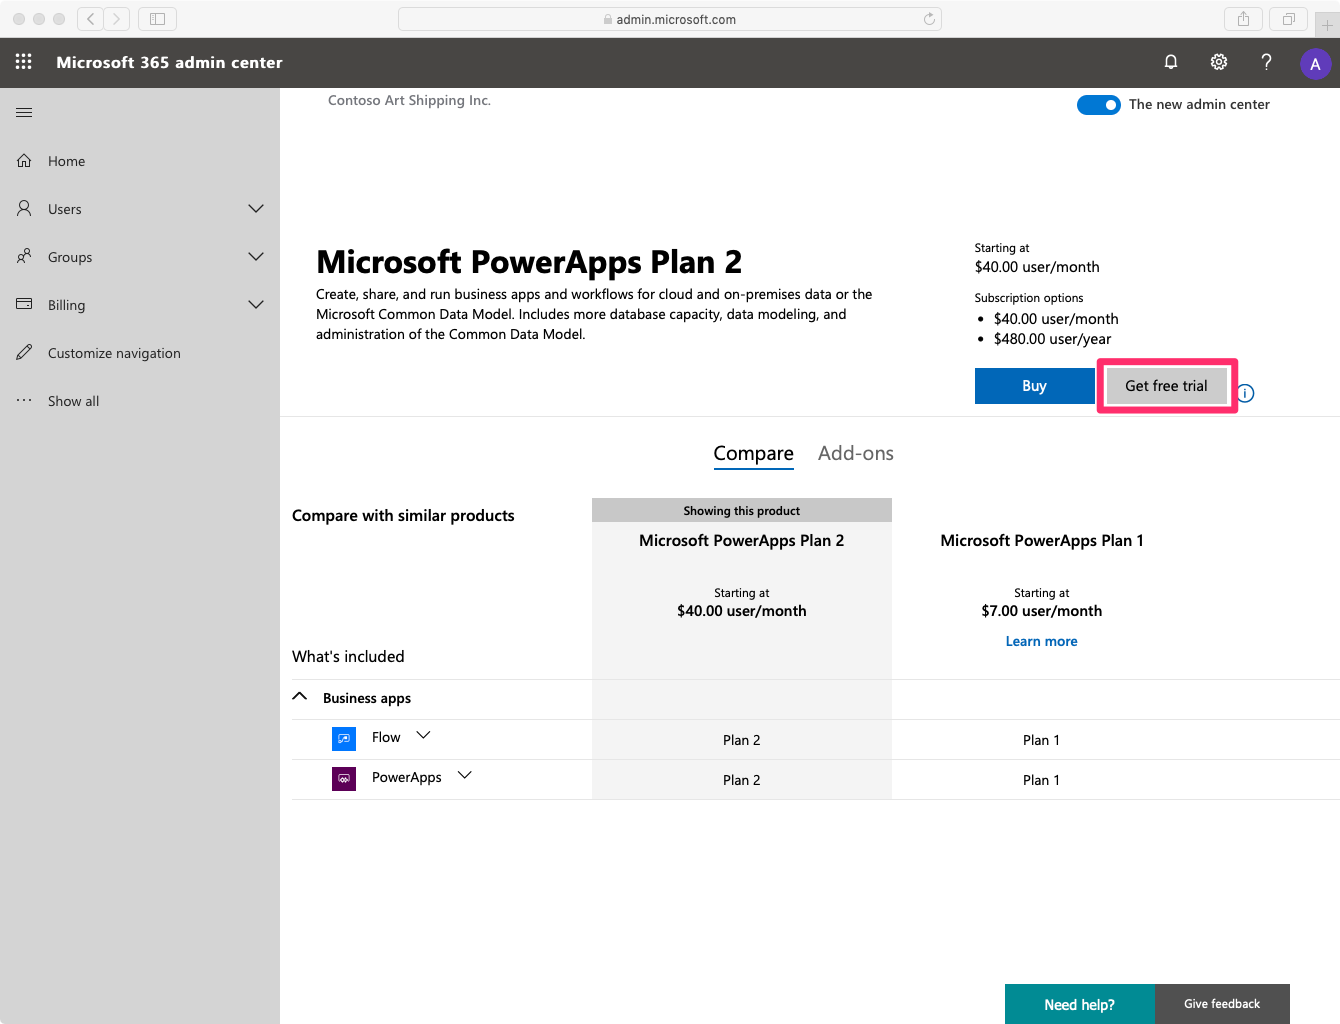 admin.microsoft.com
Microsoft 365 admin center
?
A
Contoso Art Shipping Inc.
The new admin center
Home
Users
Groups
Billing
Customize navigation
Show all
Microsoft PowerApps Plan 2
Create, share, and run business apps and workflows for cloud and on-premises data or the
Microsoft Common Data Model. Includes more database capacity, data modeling, and
administration of the Common Data Model.
Starting at
$40.00 user/month
Subscription options
• $40.00 user/month
• $480.00 user/year
Buy
Get free trial
Compare
Add-ons
Compare with similar products
Showing this product
Microsoft PowerApps Plan 2
Microsoft PowerApps Plan 1
Starting at
$40.00 user/month
Starting at
$7.00 user/month
Learn more
What's included
Business apps
Flow
Plan 2
Plan 1
PowerApps
Plan 2
Plan 1
Need help?
Give feedback